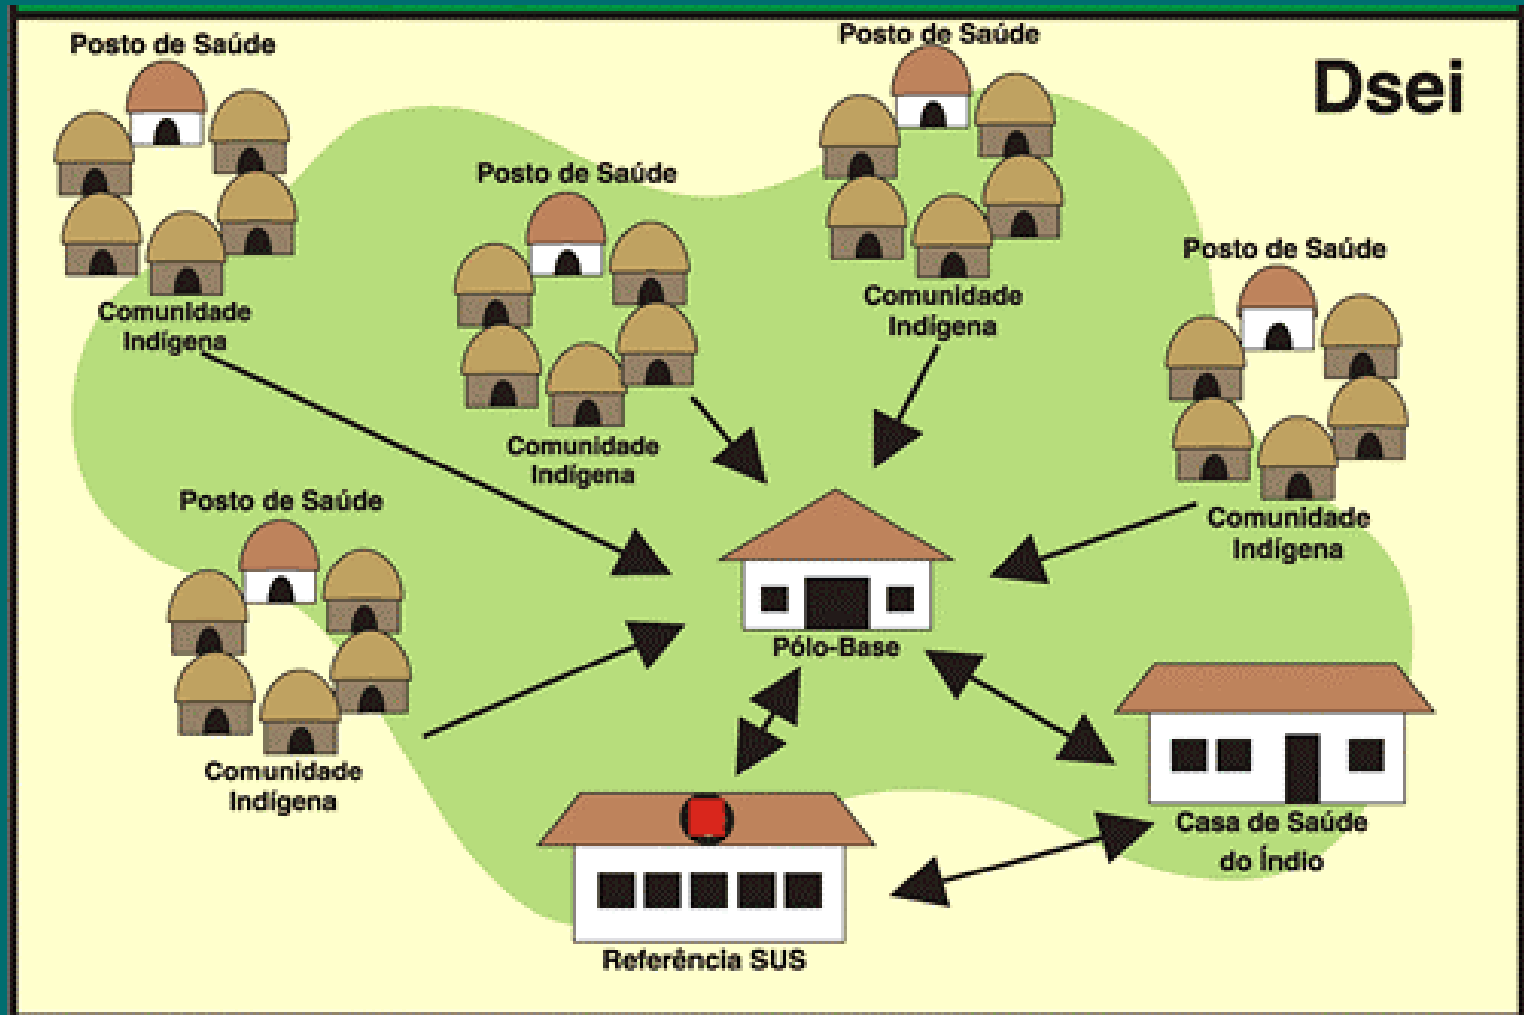 Posto de Saúde
Posto de Saúde
Dsei
Posto de Saúde
Posto de Saúde
Comunidade
Indígena
Comunidade
Indígena
Comunidade
Indígena
Posto de Saúde
Comunidade
Indígena
Pólo-Base
Comunidade
Indígena
Casa de Saúde
do Índio
Referência SUS